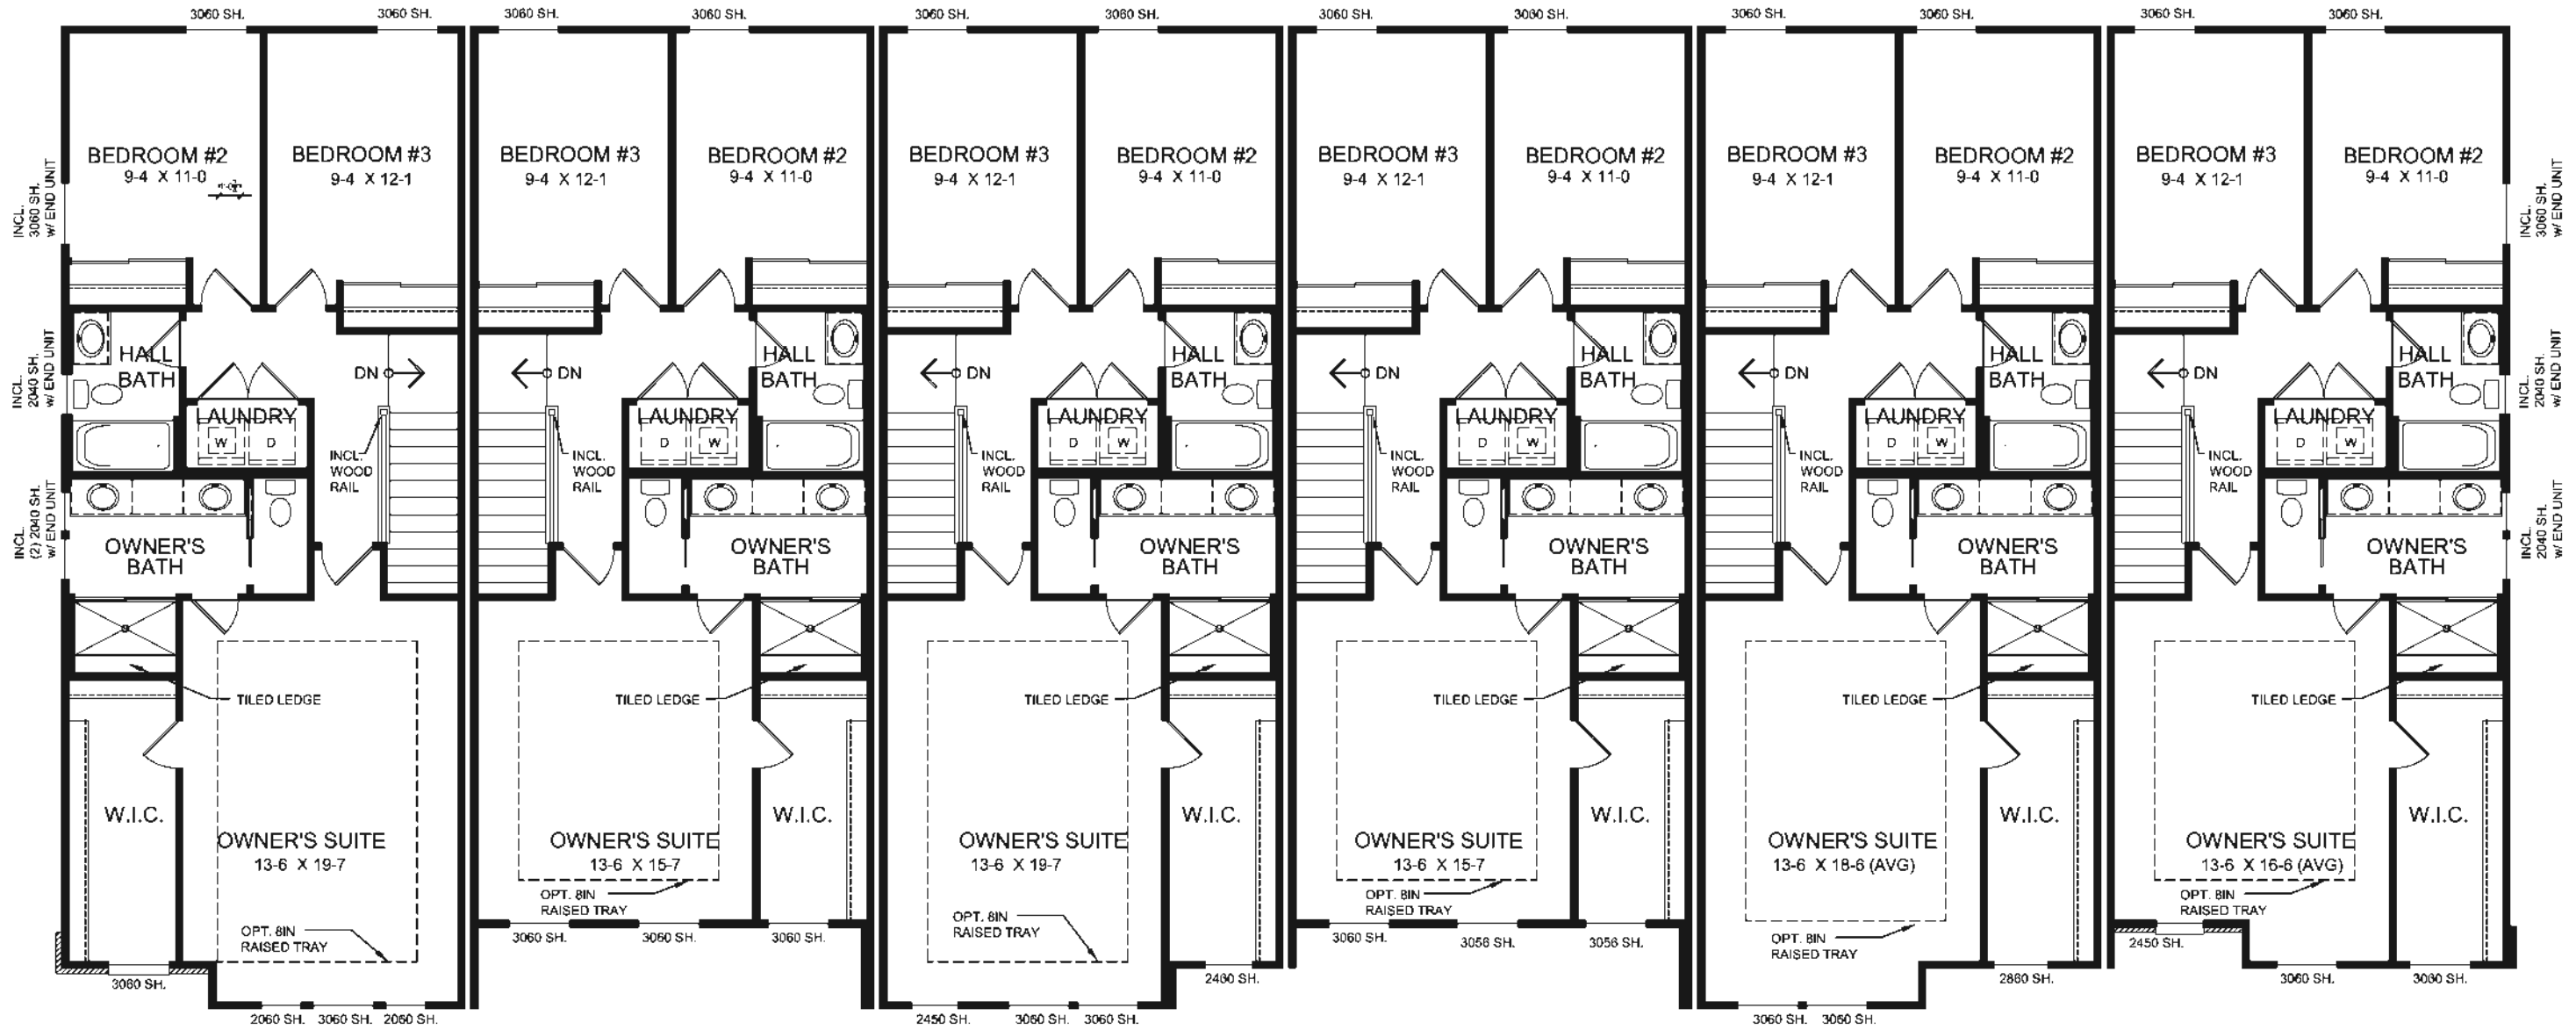 3060 SH.
3060 SH.
3060 SH.
3060 SH.
3060 SH.
3060 SH.
3060 SH.
3060 SH.
3060 SH.
3060 SH.
3060 SH.
3060 SH.
BEDROOM #2
9-4 X 11-0
BEDROOM #3
9-4 X 12-1
BEDROOM #3
9-4 X 12-1
BEDROOM #2
9-4 X 11-0
BEDROOM #3
9-4 X 12-1
BEDROOM #2
9-4 X 11-0
BEDROOM #3
9-4 X 12-1
BEDROOM #2
9-4 X 11-0
BEDROOM #3
9-4 X 12-1
BEDROOM #2
9-4 X 11-0
BEDROOM #3
9-4 X 12-1
BEDROOM #2
9-4 X 11-0
INCL.
3060 SH.
w/ END UNIT
INCL.
3060 SH.
w/ END UNIT
INCL.
2040 SH.
w/ END UNIT
HALL
BATH
DN
DN
HALL
BATH
DN
HALL
BATH
DN
HALL
BATH
DN
HALL
BATH
DN
HALL
BATH
INCL.
2040 SH.
w/ END UNIT
LAUNDRY
W
D
LAUNDRY
D
W
LAUNDRY
D
W
LAUNDRY
D
W
LAUNDRY
D
W
LAUNDRY
D
W
INCL.
WOOD
RAIL
INCL.
WOOD
RAIL
INCL.
WOOD
RAIL
INCL.
WOOD
RAIL
INCL.
WOOD
RAIL
INCL.
WOOD
RAIL
INCL.
(2) 2040 SH.
w/ END UNIT
OWNER'S
BATH
OWNER'S
BATH
OWNER'S
BATH
OWNER'S
BATH
OWNER'S
BATH
OWNER'S
BATH
INCL.
2040 SH.
w/ END UNIT
TILED LEDGE
TILED LEDGE
TILED LEDGE
TILED LEDGE
TILED LEDGE
TILED LEDGE
W.I.C.
OWNER'S SUITE
13-6 X 19-7
OPT. 8IN
RAISED TRAY
OWNER'S SUITE
13-6 X 15-7
OPT. 8IN
RAISED TRAY
W.I.C.
OWNER'S SUITE
13-6 X 19-7
OPT. 8IN
RAISED TRAY
W.I.C.
OWNER'S SUITE
13-6 X 15-7
OPT. 8IN
RAISED TRAY
W.I.C.
OWNER'S SUITE
13-6 X 18-6 (AVG)
OPT. 8IN
RAISED TRAY
W.I.C.
OWNER'S SUITE
13-6 X 16-6 (AVG)
OPT. 8IN
RAISED TRAY
W.I.C.
3060 SH.
2060 SH.
3060 SH.
2060 SH.
3060 SH.
3060 SH.
3060 SH.
2450 SH.
3060 SH.
3060 SH.
2460 SH.
3060 SH.
3056 SH.
3056 SH.
3060 SH.
3060 SH.
2860 SH.
2450 SH.
3060 SH.
3060 SH.